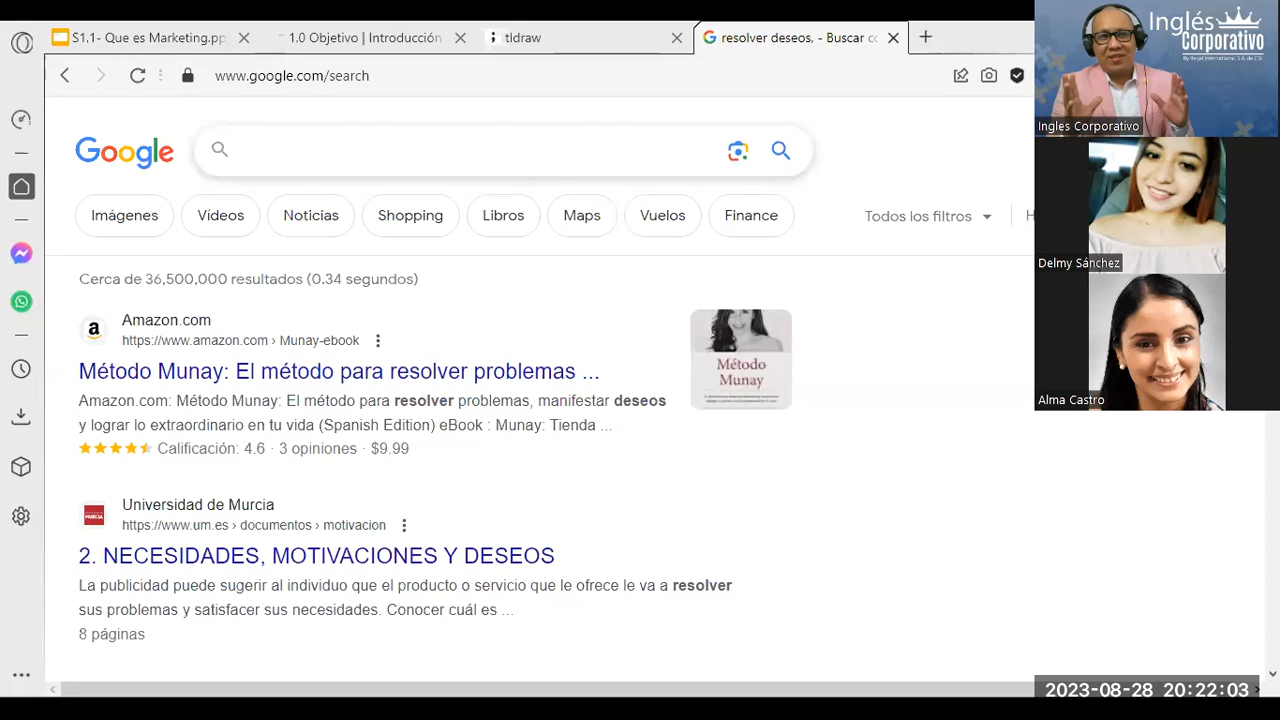 S1.1- Que es Marketing.pp
1.0 Objetivo | Introducción
tldraw
resolver deseos, - Buscar co
www.google.com/search
Google
Imágenes
Vídeos
Noticias
Shopping
Libros
Maps
Vuelos
Finance
Todos los filtros
H
Cerca de 36,500,000 resultados (0.34 segundos)
Amazon.com
https://www.amazon.com › Munay-ebook
Método Munay: El método para resolver problemas ...
Amazon.com: Método Munay: El método para resolver problemas, manifestar deseos
y lograr lo extraordinario en tu vida (Spanish Edition) eBook : Munay: Tienda ...
Calificación: 4.6 · 3 opiniones · $9.99
Método
Munay
Universidad de Murcia
https://www.um.es › documentos › motivacion
2. NECESIDADES, MOTIVACIONES Y DESEOS
La publicidad puede sugerir al individuo que el producto o servicio que le ofrece le va a resolver
sus problemas y satisfacer sus necesidades. Conocer cuál es ...
8 páginas
Inglés
Corporativo
By Regal International, S.A. de C.V.
Ingles Corporativo
Delmy Sánchez
Alma Castro
2023-08-28 20:22:03